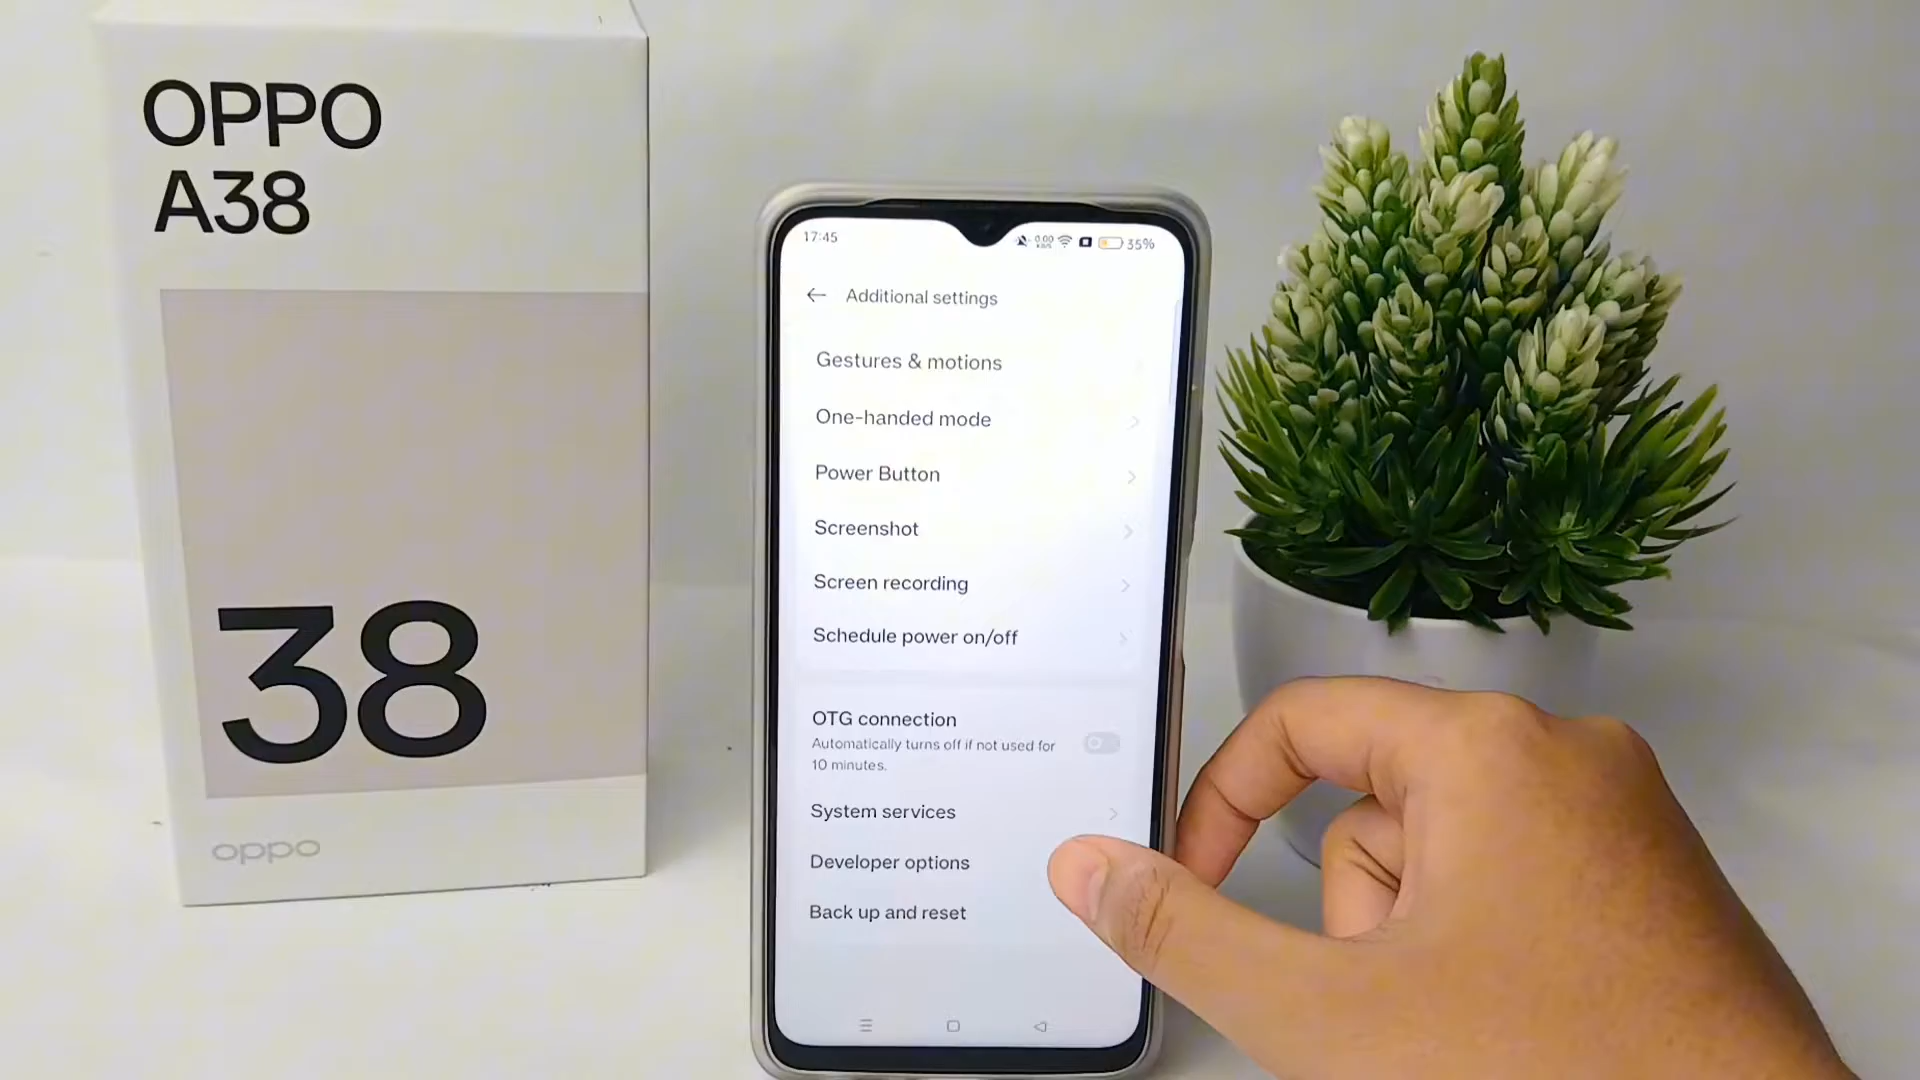 OPPO
A38
38
oppo
17:45
0.00
35%
Additional settings
Gestures & motions
One-handed mode
Power Button
Screenshot
Screen recording
Schedule power on/off
OTG connection
Automatically turns off if not used for
10 minutes.
System services
Developer options
Back up and reset